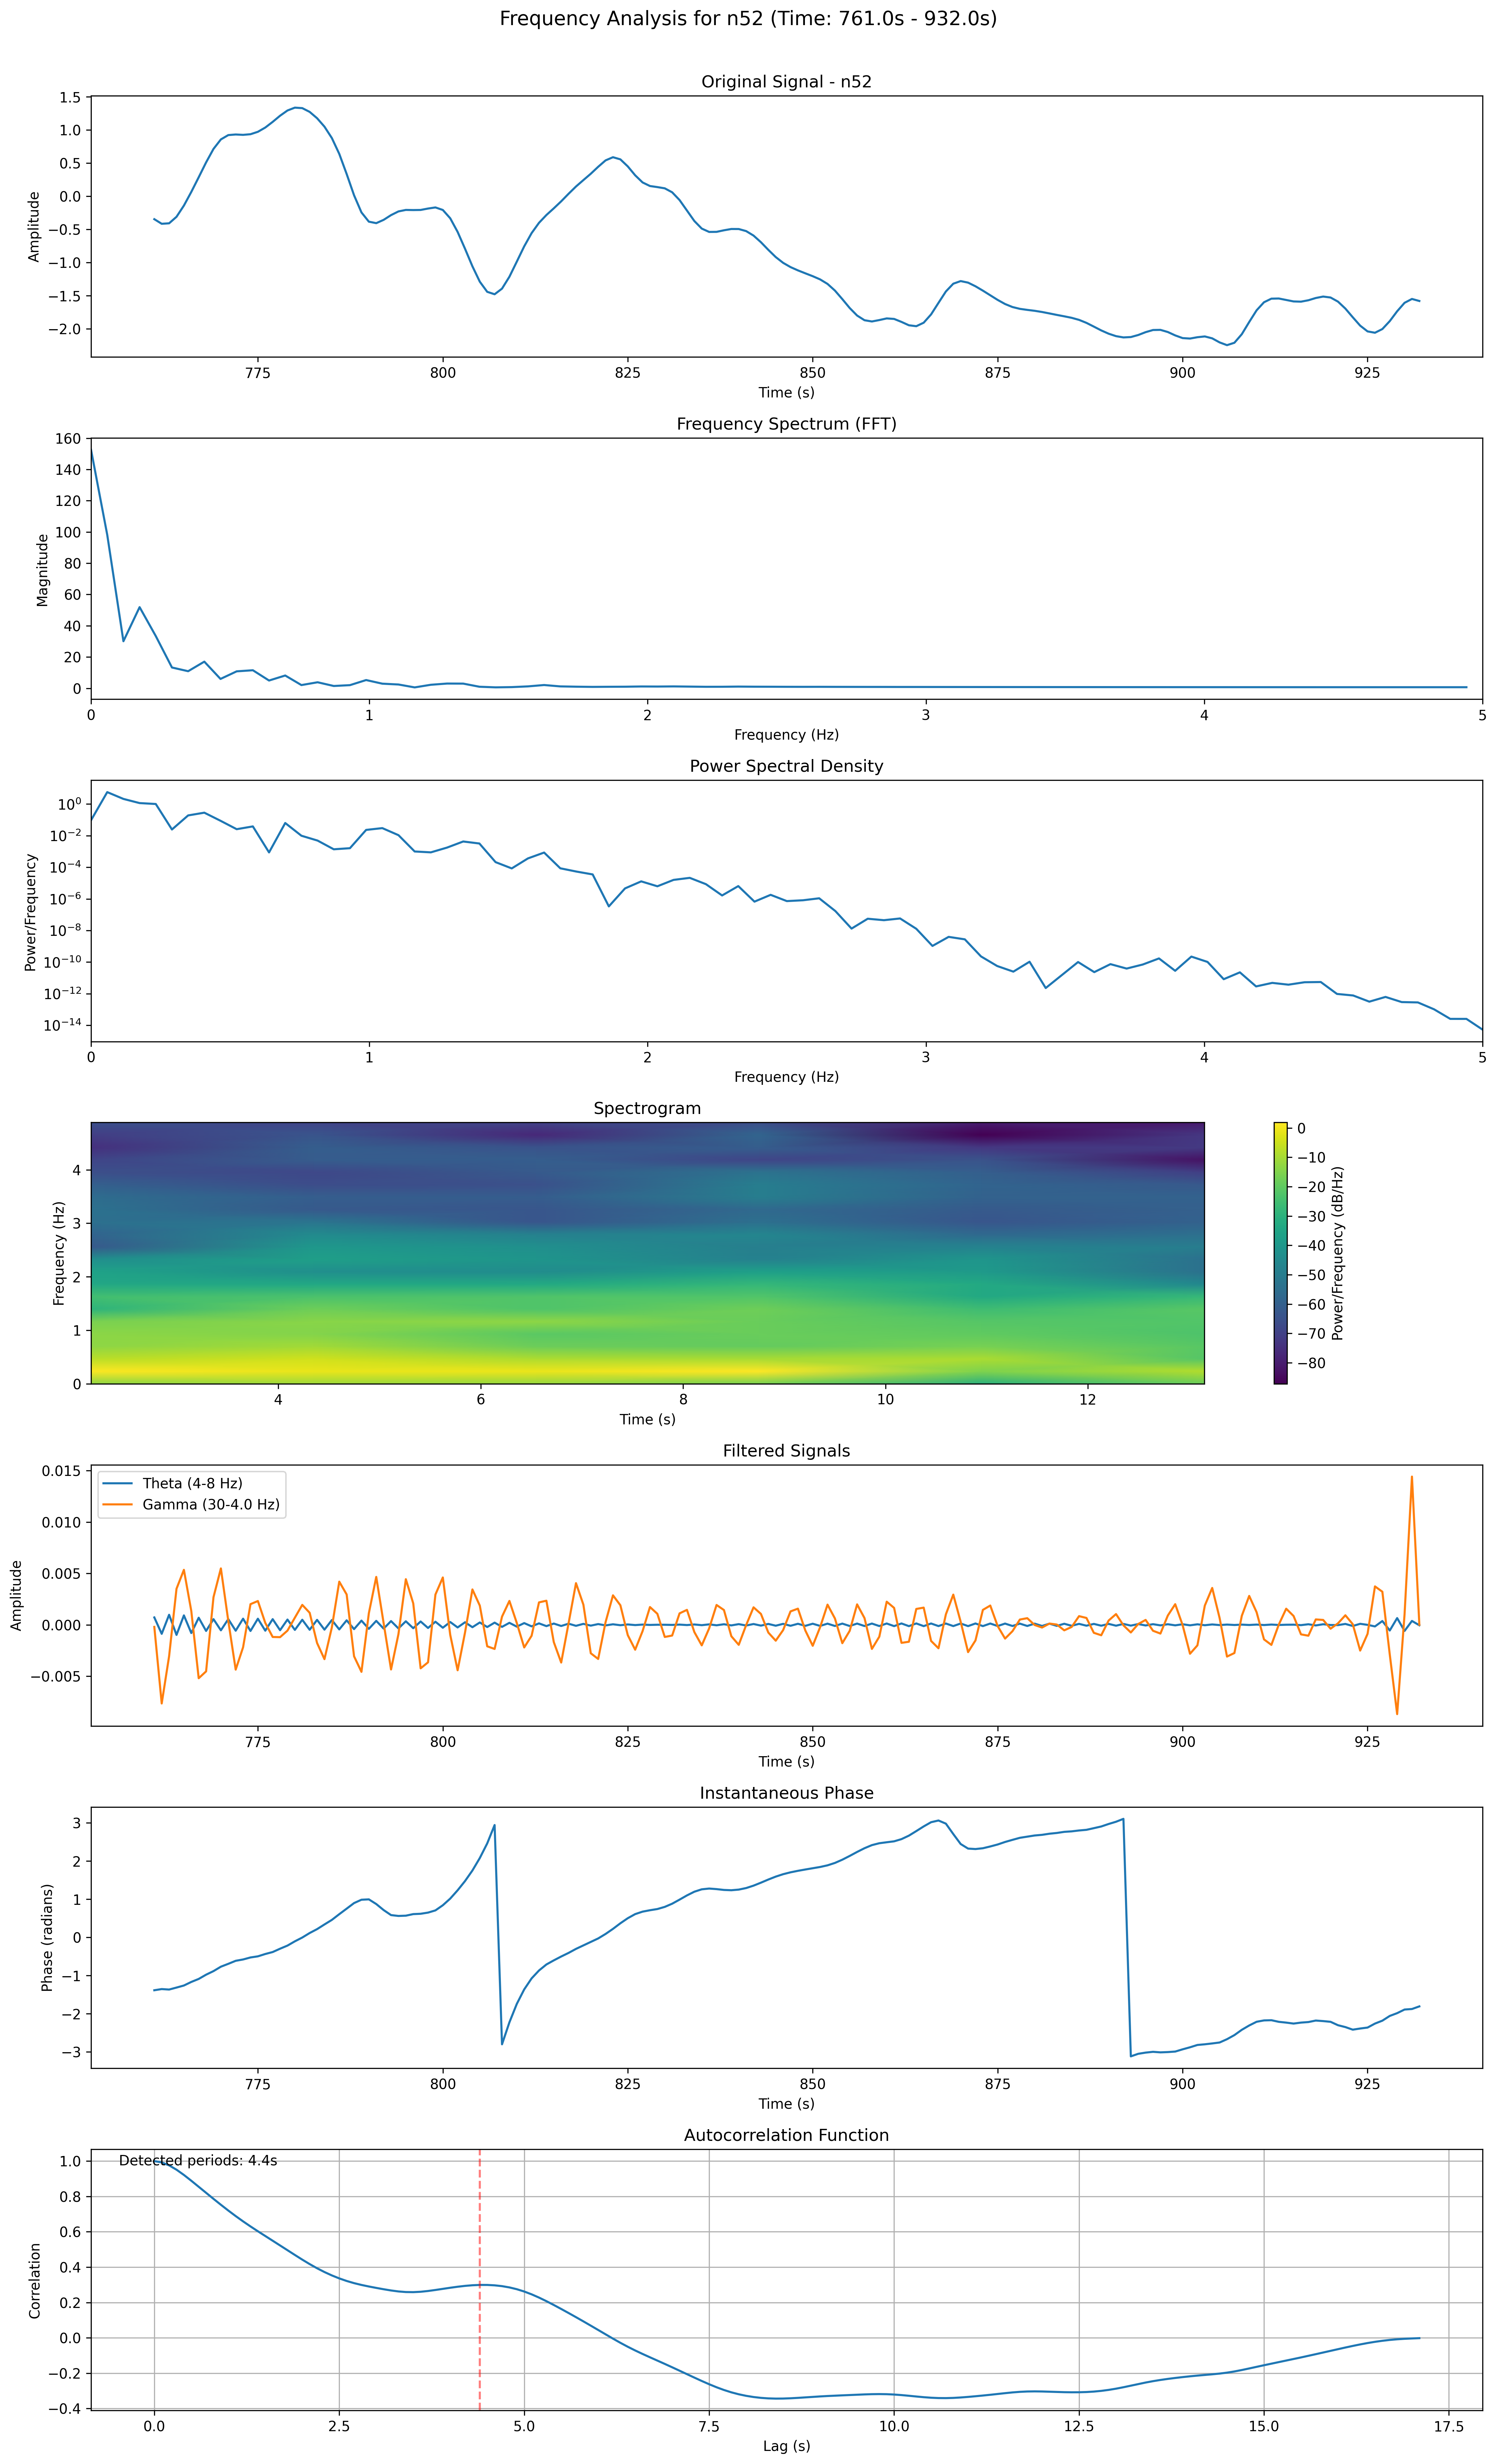 Frequency Analysis for n52 (Time: 761.0s - 932.0s)
Original Signal - n52
1.5
1.0
0.5
0.0
−0.5
−1.0
−1.5
−2.0
Amplitude
775 800 825 850 875 900 925
Time (s)
Frequency Spectrum (FFT)
160
140
120
100
80
60
40
20
0
Magnitude
0 1 2 3 4 5
Frequency (Hz)
Power Spectral Density
10⁰
10⁻²
10⁻⁴
10⁻⁶
10⁻⁸
10⁻¹⁰
10⁻¹²
10⁻¹⁴
Power/Frequency
0 1 2 3 4 5
Frequency (Hz)
Spectrogram
4
3
2
1
0
Frequency (Hz)
4 6 8 10 12
Time (s)
0
−10
−20
−30
−40
−50
−60
−70
−80
Power/Frequency (dB/Hz)
Filtered Signals
Theta (4-8 Hz)
Gamma (30-4.0 Hz)
0.015
0.010
0.005
0.000
−0.005
Amplitude
775 800 825 850 875 900 925
Time (s)
Instantaneous Phase
3
2
1
0
−1
−2
−3
Phase (radians)
775 800 825 850 875 900 925
Time (s)
Autocorrelation Function
Detected periods: 4.4s
1.0
0.8
0.6
0.4
0.2
0.0
−0.2
−0.4
Correlation
0.0 2.5 5.0 7.5 10.0 12.5 15.0 17.5
Lag (s)